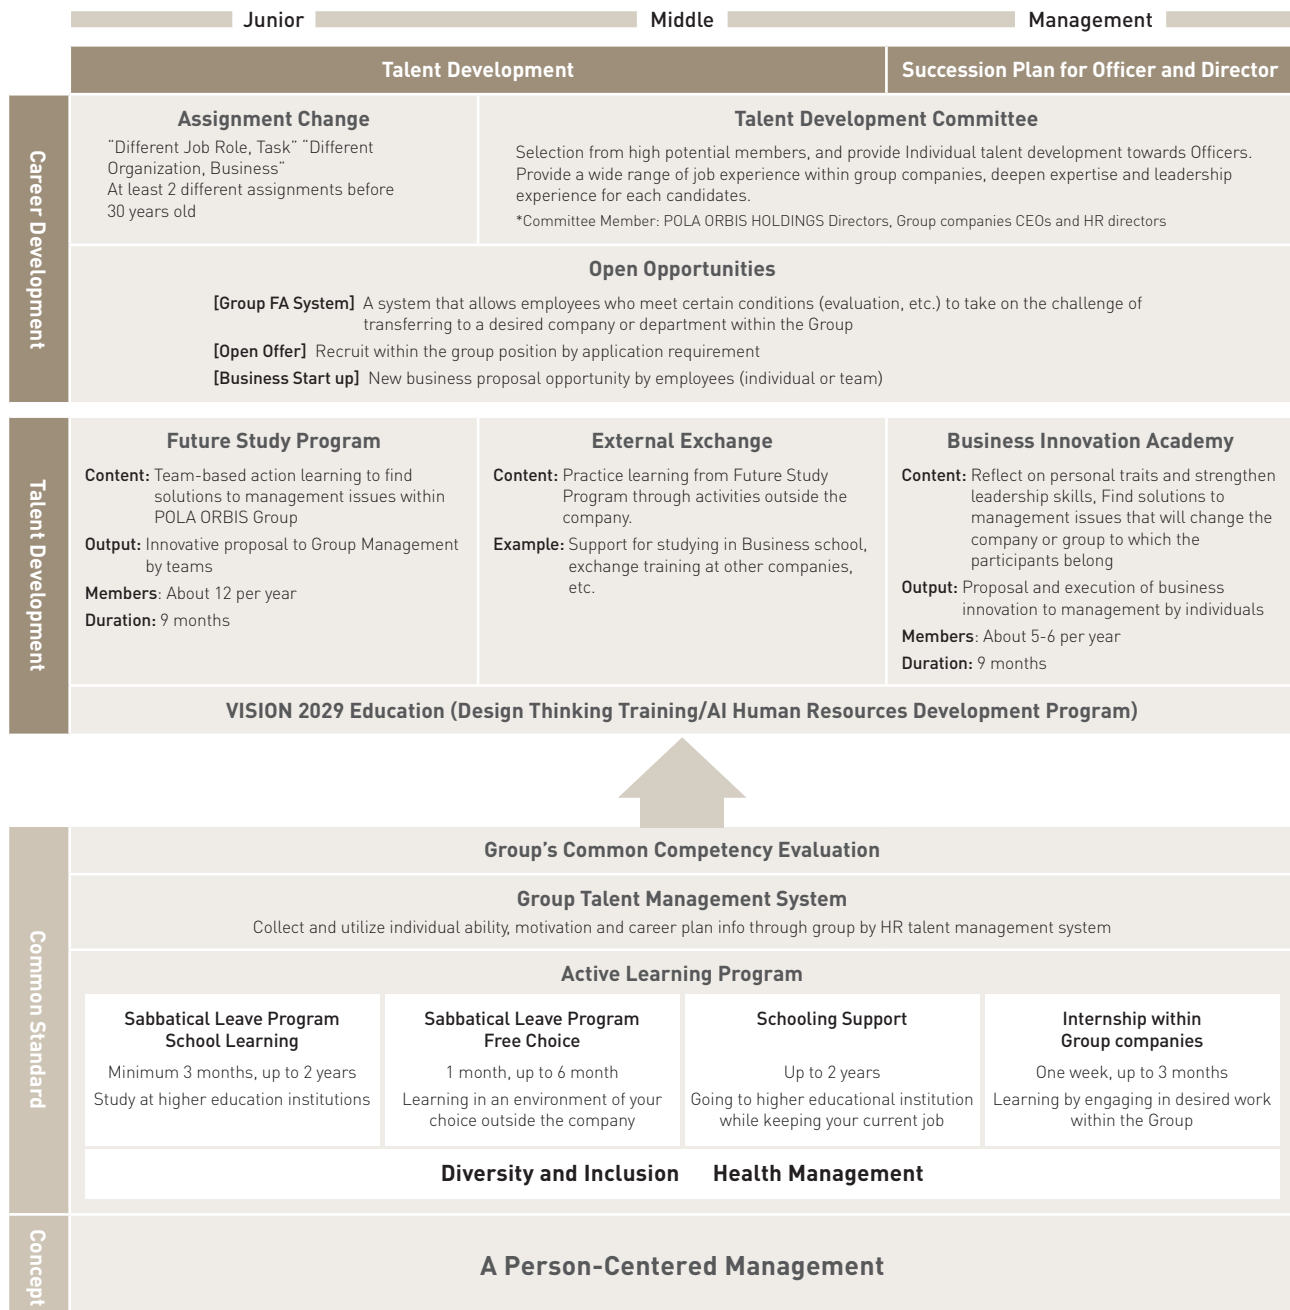 Junior
Middle
Management
Talent Development
Succession Plan for Officer and Director
Career Development
Assignment Change
"Different Job Role, Task" "Different
Organization, Business"
At least 2 different assignments before
30 years old
Talent Development Committee
Selection from high potential members, and provide Individual talent development towards Officers.
Provide a wide range of job experience within group companies, deepen expertise and leadership
experience for each candidates.
*Committee Member: POLA ORBIS HOLDINGS Directors, Group companies CEOs and HR directors
Open Opportunities
[Group FA System] A system that allows employees who meet certain conditions (evaluation, etc.) to take on the challenge of
transferring to a desired company or department within the Group
[Open Offer] Recruit within the group position by application requirement
[Business Start up] New business proposal opportunity by employees (individual or team)
Talent Development
Future Study Program
Content: Team-based action learning to find
solutions to management issues within
POLA ORBIS Group
Output: Innovative proposal to Group Management
by teams
Members: About 12 per year
Duration: 9 months
External Exchange
Content: Practice learning from Future Study
Program through activities outside the
company.
Example: Support for studying in Business school,
exchange training at other companies,
etc.
Business Innovation Academy
Content: Reflect on personal traits and strengthen
leadership skills, Find solutions to
management issues that will change the
company or group to which the
participants belong
Output: Proposal and execution of business
innovation to management by individuals
Members: About 5-6 per year
Duration: 9 months
VISION 2029 Education (Design Thinking Training/AI Human Resources Development Program)
Common Standard
Group's Common Competency Evaluation
Group Talent Management System
Collect and utilize individual ability, motivation and career plan info through group by HR talent management system
Active Learning Program
Sabbatical Leave Program
School Learning
Minimum 3 months, up to 2 years
Study at higher education institutions
Sabbatical Leave Program
Free Choice
1 month, up to 6 month
Learning in an environment of your
choice outside the company
Schooling Support
Up to 2 years
Going to higher educational institution
while keeping your current job
Internship within
Group companies
One week, up to 3 months
Learning by engaging in desired work
within the Group
Diversity and Inclusion Health Management
Concept
A Person-Centered Management